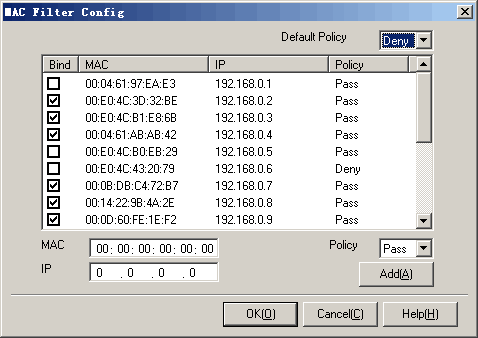 MAC Filter Config
Default Policy Deny
Bind MAC IP Policy
00:04:61:97:EA:E3 192.168.0.1 Pass
00:E0:4C:3D:32:BE 192.168.0.2 Pass
00:E0:4C:B1:E8:6B 192.168.0.3 Pass
00:04:61:AB:AB:42 192.168.0.4 Pass
00:E0:4C:B0:EB:29 192.168.0.5 Pass
00:E0:4C:43:20:79 192.168.0.6 Deny
00:0B:DB:C4:72:B7 192.168.0.7 Pass
00:14:22:9B:4A:2E 192.168.0.8 Pass
00:0D:60:FE:1E:F2 192.168.0.9 Pass
MAC 00: 00: 00: 00: 00: 00 Policy Pass
IP 0 . 0 . 0 . 0 Add(A)
OK(O) Cancel(C) Help(H)